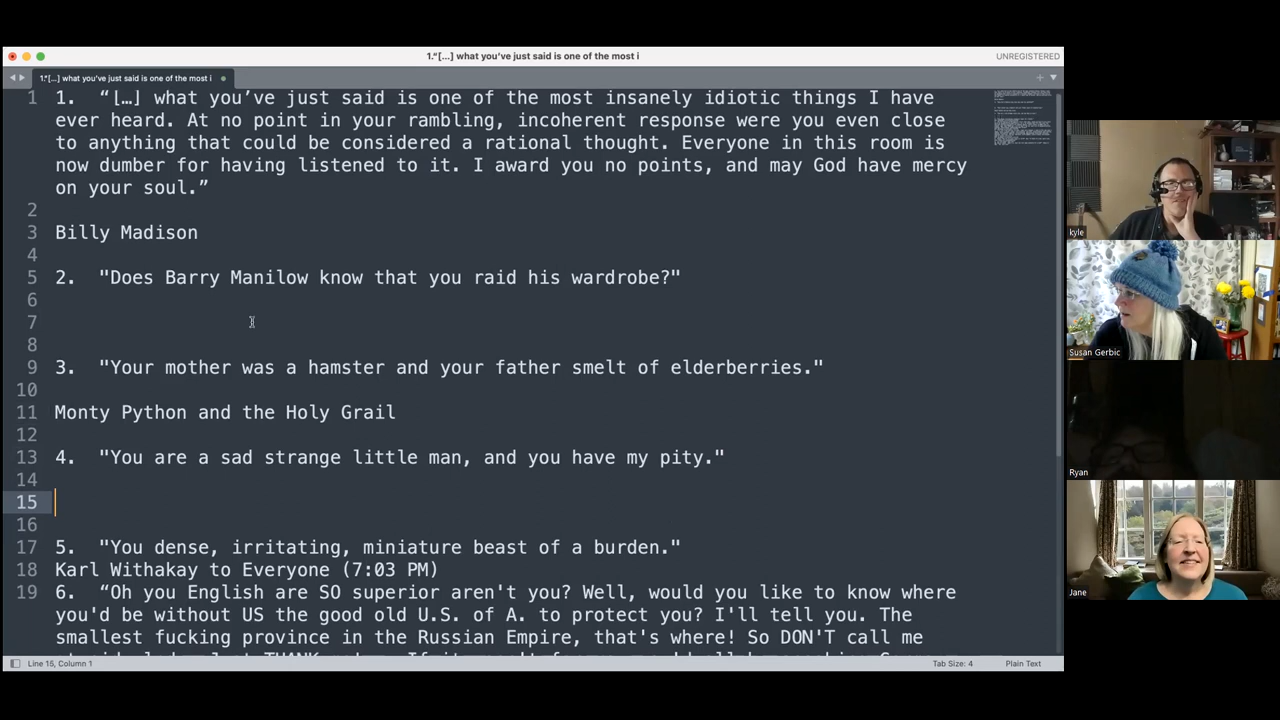 1.“[…] what you’ve just said is one of the most i
UNREGISTERED
1.“[…] what you’ve just said is one of the most i
1 1.  “[…] what you’ve just said is one of the most insanely idiotic things I have
ever heard. At no point in your rambling, incoherent response were you even close
to anything that could be considered a rational thought. Everyone in this room is
now dumber for having listened to it. I award you no points, and may God have mercy
on your soul.”
2
3 Billy Madison
4
5 2.  "Does Barry Manilow know that you raid his wardrobe?"
6
7
8
9 3.  "Your mother was a hamster and your father smelt of elderberries."
10
11 Monty Python and the Holy Grail
12
13 4.  "You are a sad strange little man, and you have my pity."
14
15
16
17 5.  "You dense, irritating, miniature beast of a burden."
18 Karl Withakay to Everyone (7:03 PM)
19 6.  “Oh you English are SO superior aren't you? Well, would you like to know where
you'd be without US the good old U.S. of A. to protect you? I'll tell you. The
smallest fucking province in the Russian Empire, that's where! So DON'T call me
Line 15, Column 1
Tab Size: 4
Plain Text
kyle
Susan Gerbic
Ryan
Jane